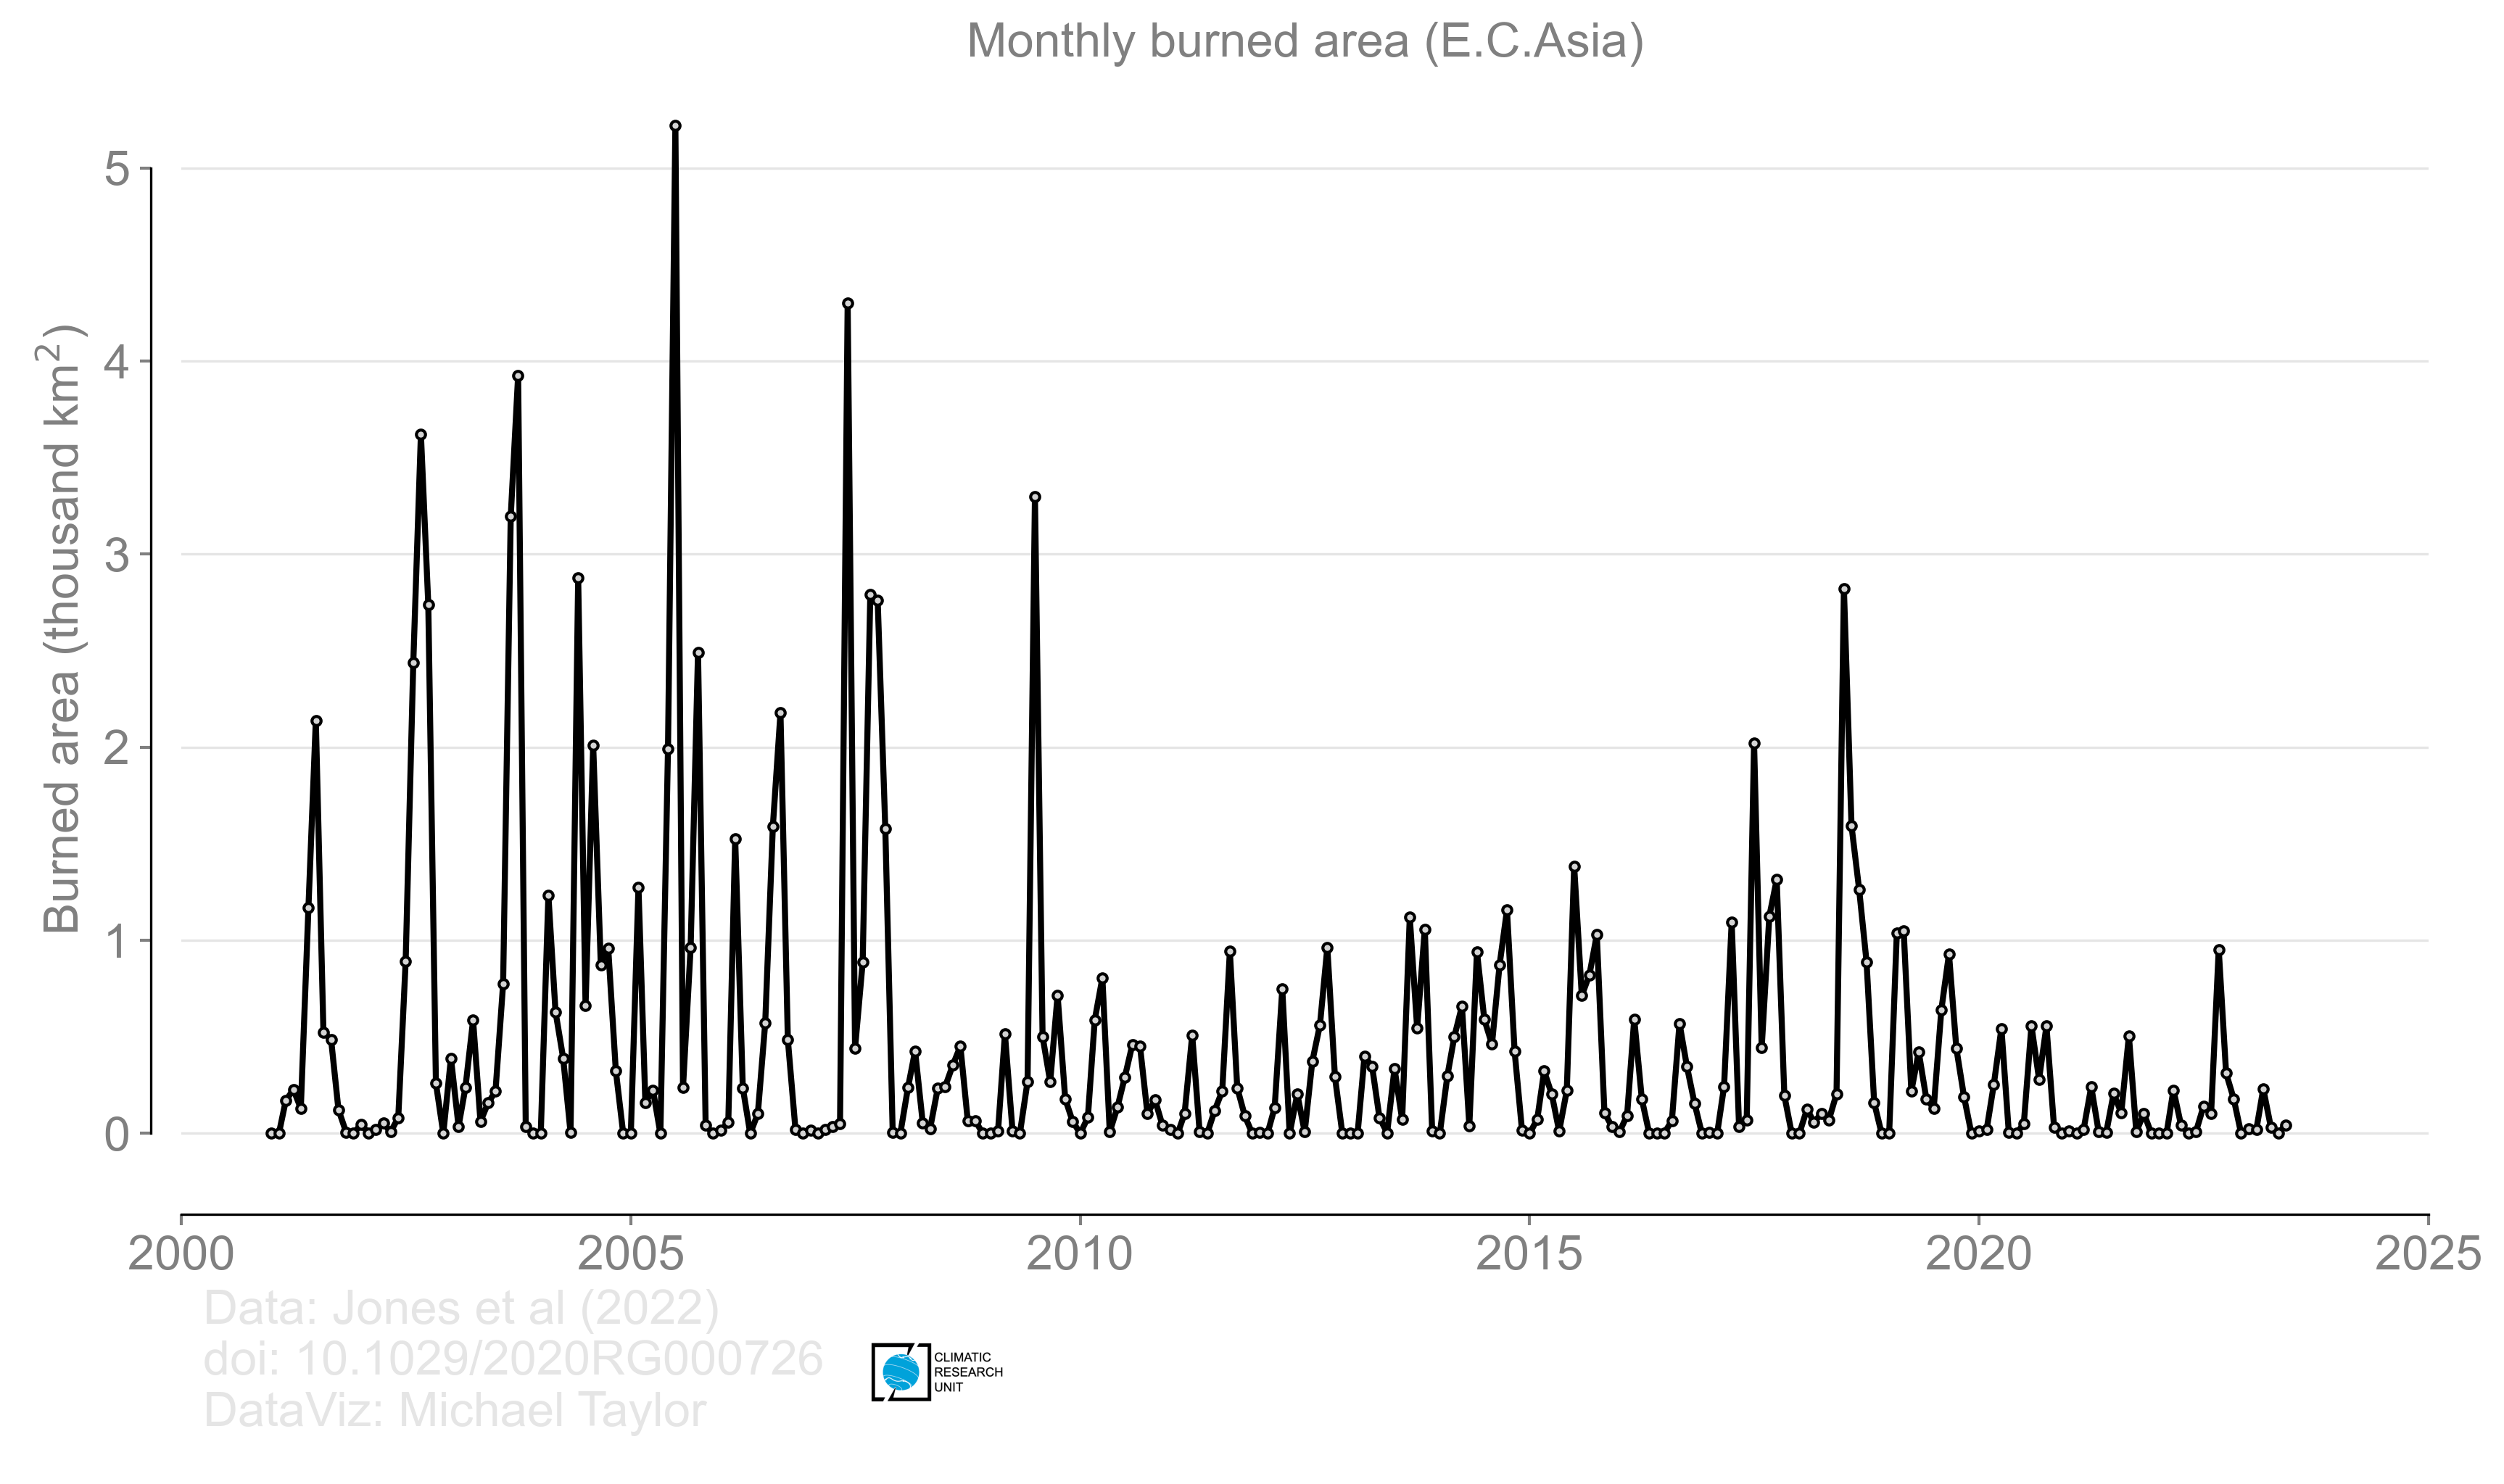 Monthly burned area (E.C.Asia)
Burned area (thousand km²)
5
4
3
2
1
0
2000 2005 2010 2015 2020 2025
Data: Jones et al (2022)
doi: 10.1029/2020RG000726
DataViz: Michael Taylor
CLIMATIC
RESEARCH
UNIT